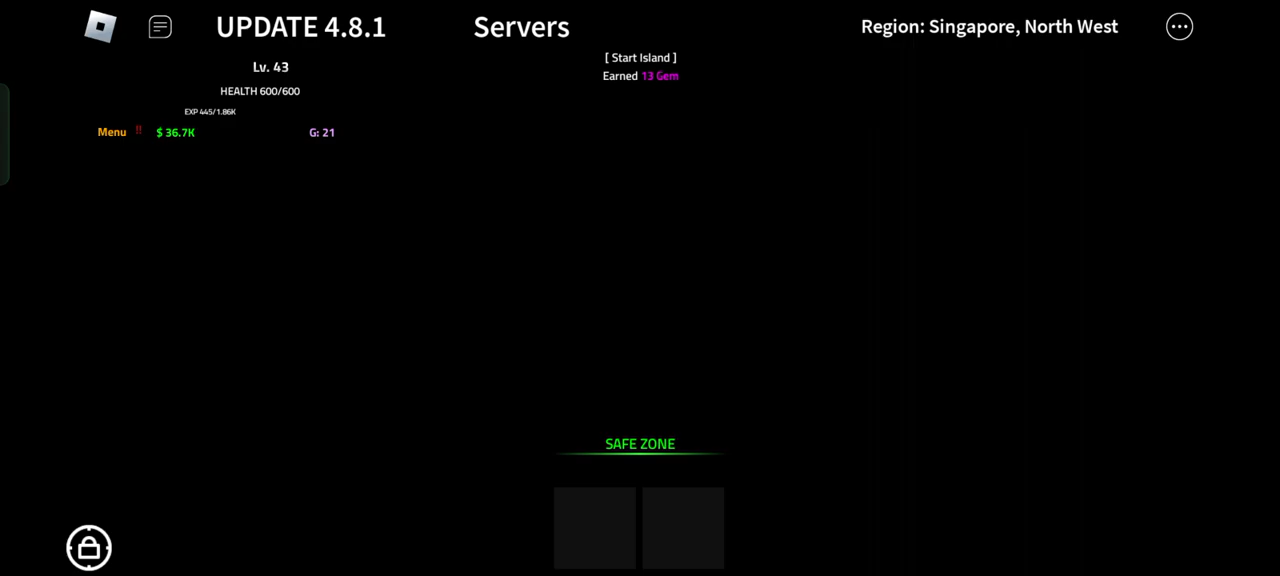 UPDATE 4.8.1
Servers
Region: Singapore, North West
[ Start Island ]
Earned 13 Gem
Lv. 43
HEALTH 600/600
EXP 445/1.86K
Menu !! $ 36.7K G: 21
SAFE ZONE